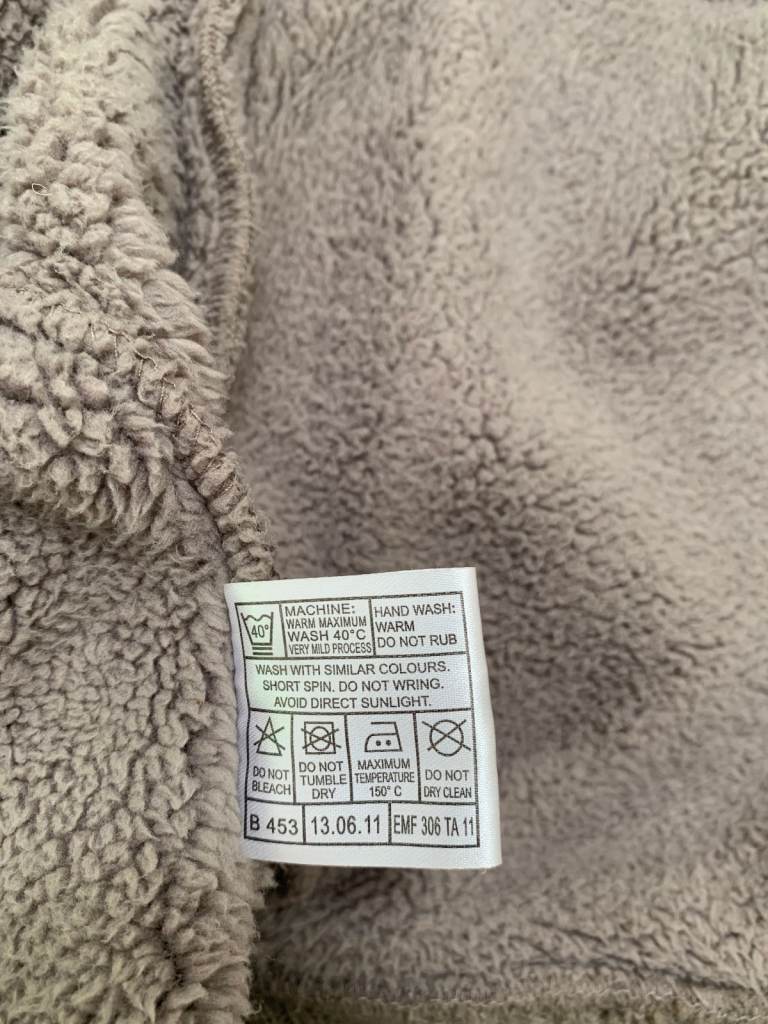 40°
MACHINE:
WARM MAXIMUM
WASH 40°C
VERY MILD PROCESS
HAND WASH:
WARM
DO NOT RUB
WASH WITH SIMILAR COLOURS.
SHORT SPIN. DO NOT WRING.
AVOID DIRECT SUNLIGHT.
DO NOT
BLEACH
DO NOT
TUMBLE
DRY
MAXIMUM
TEMPERATURE
150° C
DO NOT
DRY CLEAN
B 453
13.06.11
EMF 306 TA 11